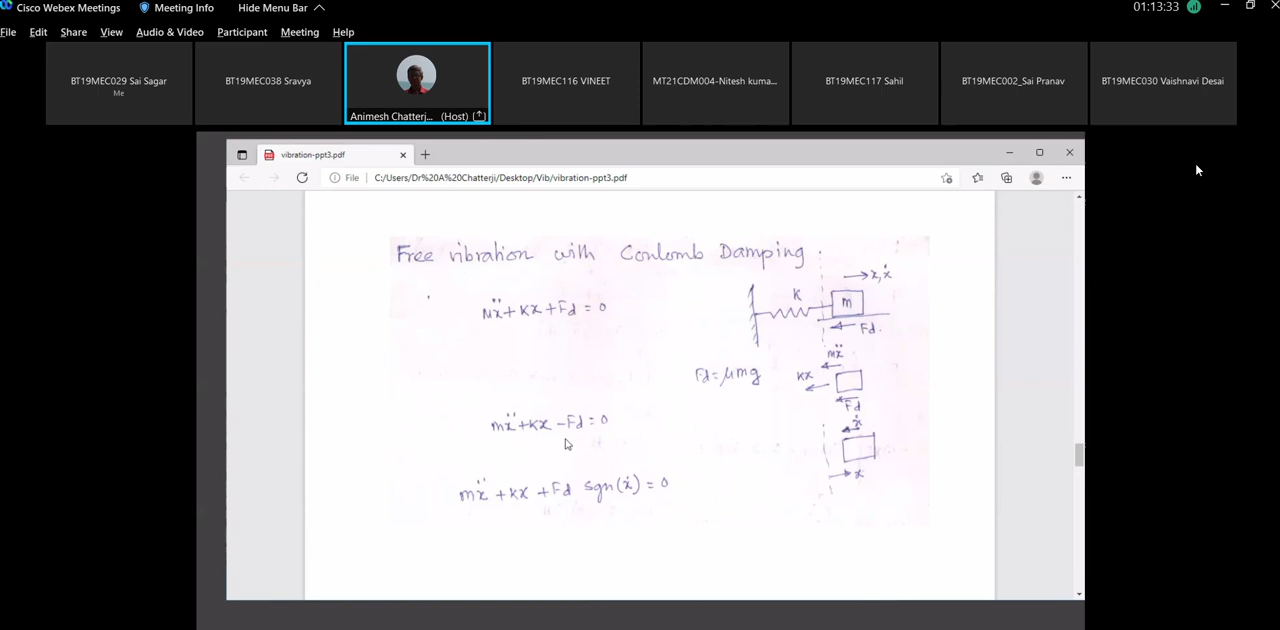 Cisco Webex Meetings
Meeting Info
Hide Menu Bar
01:13:33
File Edit Share View Audio & Video Participant Meeting Help
BT19MEC029 Sai Sagar
Me
BT19MEC038 Sravya
Animesh Chatterj... (Host)
BT19MEC116 VINEET
MT21CDM004-Nitesh kuma...
BT19MEC117 Sahil
BT19MEC002_Sai Pranav
BT19MEC030 Vaishnavi Desai
vibration-ppt3.pdf
File C:/Users/Dr%20A%20Chatterji/Desktop/Vib/vibration-ppt3.pdf
Free vibration with Coulomb Damping
→ x, ẋ
K
m
Mẍ + Kx + Fd = 0
Fd
mẍ
Fd = μmg
Kx
Fd
ẋ
mẍ + Kx - Fd = 0
x
mẍ + Kx + Fd sgn(ẋ) = 0